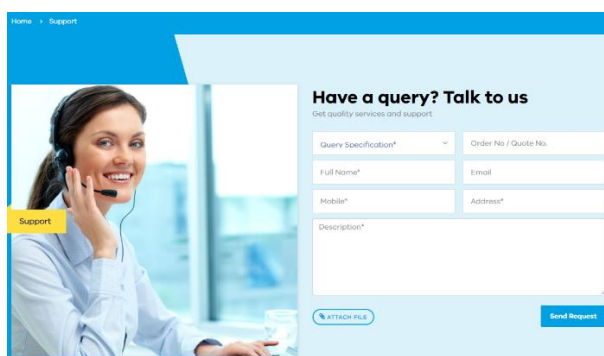 Home > Support
Have a query? Talk to us
Get quality services and support
Query Specification*
Order No / Quote No.
Full Name*
Email
Mobile*
Address*
Support
Description*
ATTACH FILE
Send Request